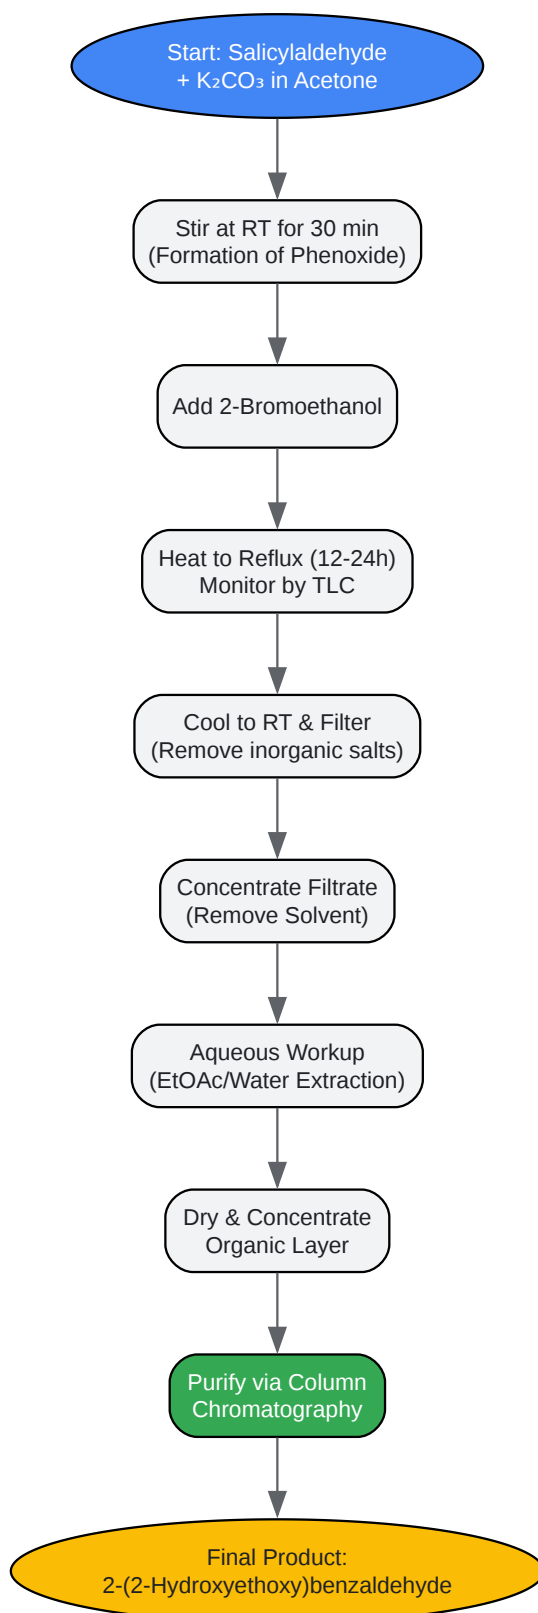 Start: Salicylaldehyde
+ K₂CO₃ in Acetone
Stir at RT for 30 min
(Formation of Phenoxide)
Add 2-Bromoethanol
Heat to Reflux (12-24h)
Monitor by TLC
Cool to RT & Filter
(Remove inorganic salts)
Concentrate Filtrate
(Remove Solvent)
Aqueous Workup
(EtOAc/Water Extraction)
Dry & Concentrate
Organic Layer
Purify via Column
Chromatography
Final Product:
2-(2-Hydroxyethoxy)benzaldehyde